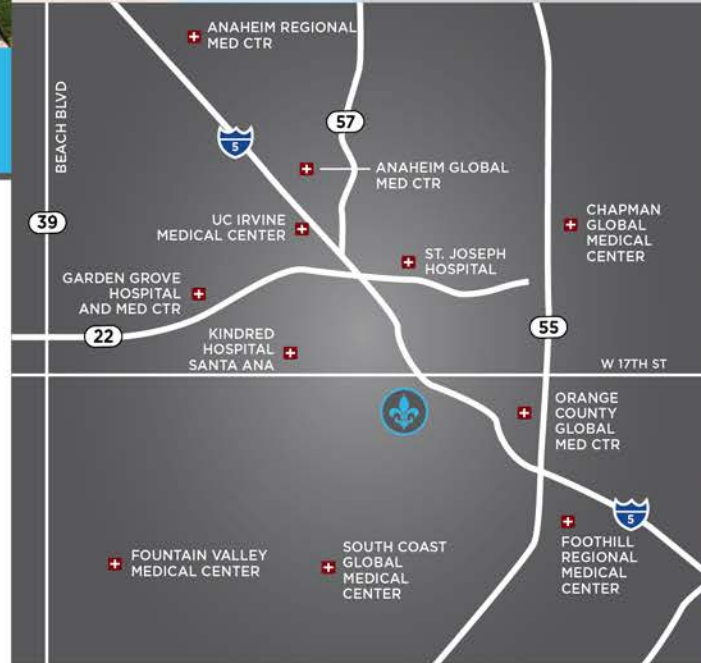 ANAHEIM REGIONAL
MED CTR
BEACH BLVD
57
5
ANAHEIM GLOBAL
MED CTR
39
UC IRVINE
MEDICAL CENTER
CHAPMAN
GLOBAL
MEDICAL
CENTER
ST. JOSEPH
HOSPITAL
GARDEN GROVE
HOSPITAL
AND MED CTR
22
55
KINDRED
HOSPITAL
SANTA ANA
W 17TH ST
ORANGE
COUNTY
GLOBAL
MED CTR
5
FOUNTAIN VALLEY
MEDICAL CENTER
SOUTH COAST
GLOBAL
MEDICAL
CENTER
FOOTHILL
REGIONAL
MEDICAL
CENTER